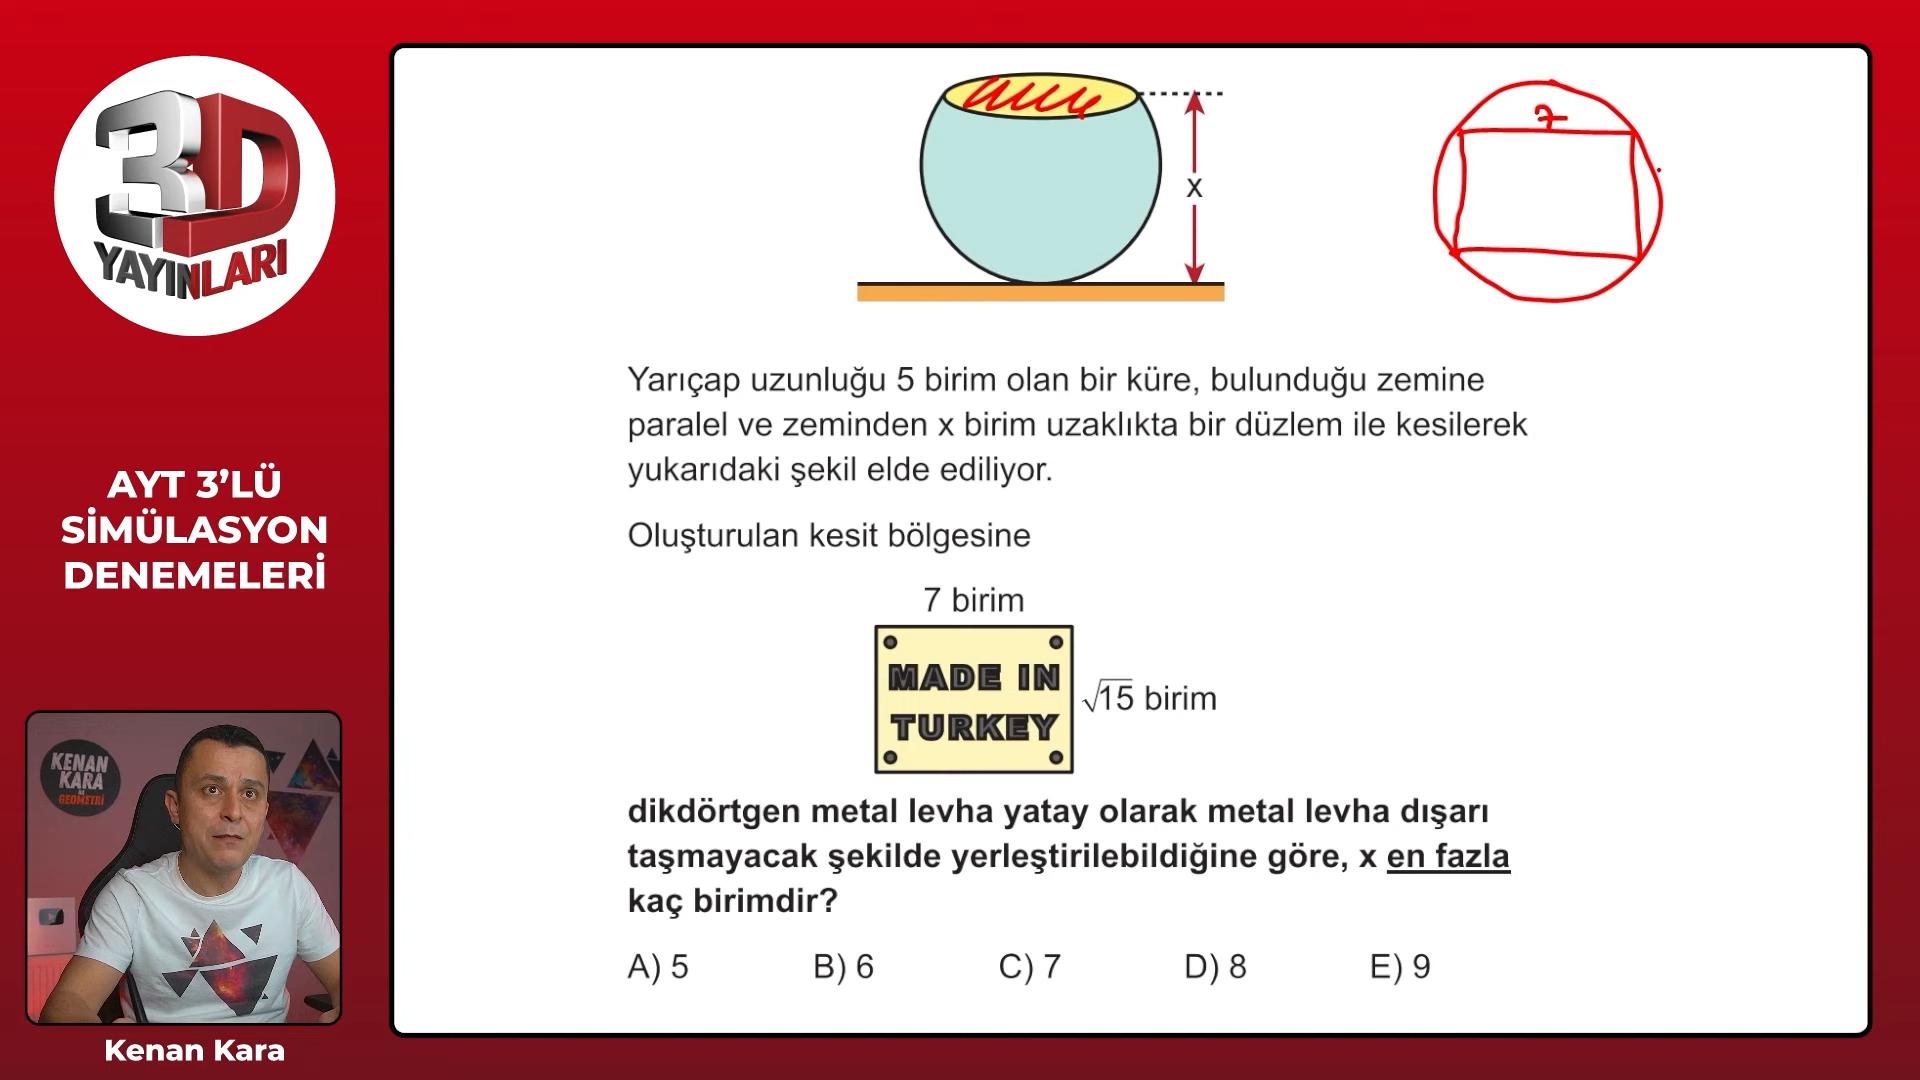 3D
YAYINLARI
AYT 3’LÜ
SİMÜLASYON
DENEMELERİ
KENAN
KARA
İLE
GEOMETRİ
Kenan Kara
x
7
Yarıçap uzunluğu 5 birim olan bir küre, bulunduğu zemine
paralel ve zeminden x birim uzaklıkta bir düzlem ile kesilerek
yukarıdaki şekil elde ediliyor.
Oluşturulan kesit bölgesine
7 birim
MADE IN
TURKEY
√15 birim
dikdörtgen metal levha yatay olarak metal levha dışarı
taşmayacak şekilde yerleştirilebildiğine göre, x en fazla
kaç birimdir?
A) 5 B) 6 C) 7 D) 8 E) 9